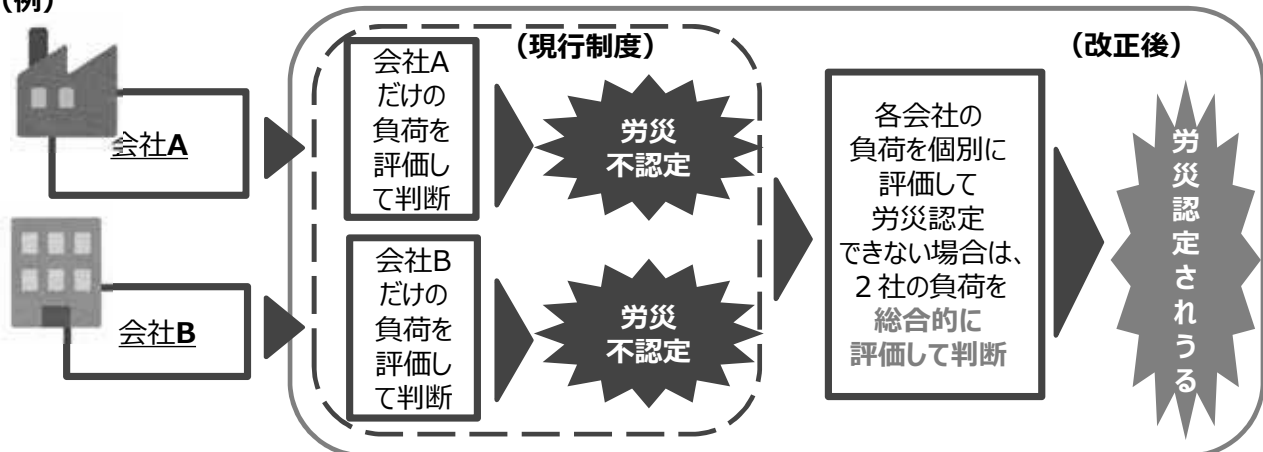 (例)
(現行制度)
(改正後)
会社A
会社A
だけの
負荷を
評価し
て判断
労災
不認定
会社B
会社B
だけの
負荷を
評価し
て判断
労災
不認定
各会社の
負荷を個別に
評価して
労災認定
できない場合は、
２社の負荷を
総合的に
評価して判断
労災認定されうる